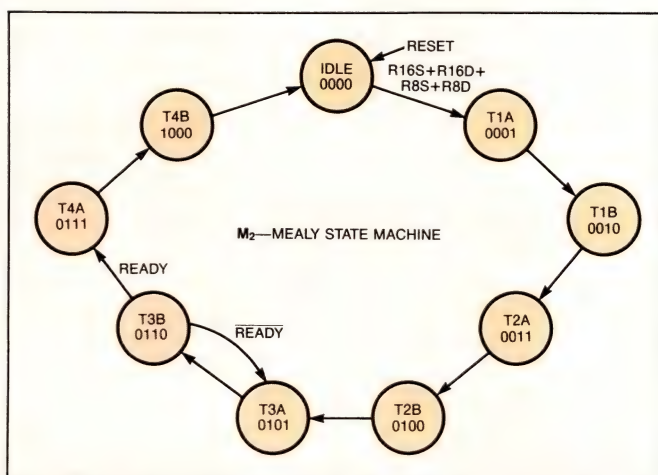 RESET
IDLE
0000
R16S+R16D+
R8S+R8D
T4B
1000
T1A
0001
T4A
0111
T1B
0010
M₂—MEALY STATE MACHINE
READY
T3B
0110
R̅E̅A̅D̅Y̅
T2A
0011
T3A
0101
T2B
0100